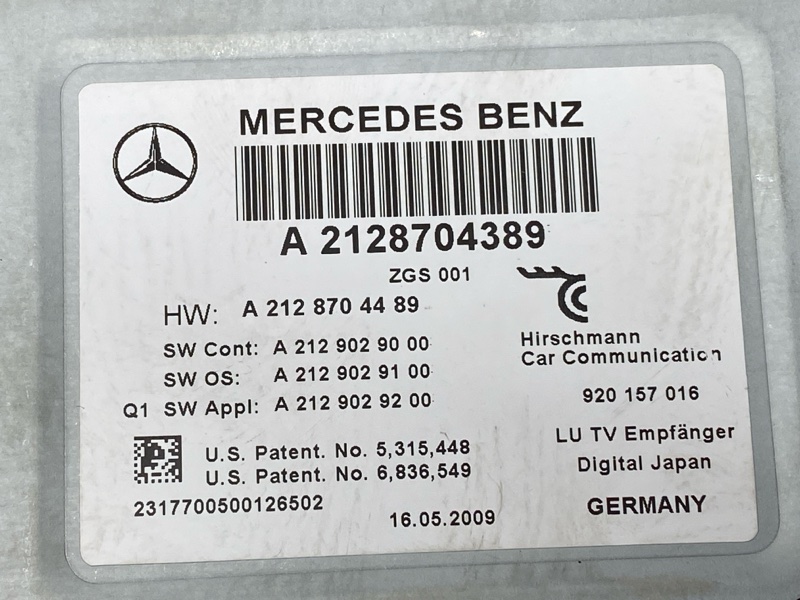 MERCEDES BENZ
A 2128704389
ZGS 001
HW: A 212 870 44 89
SW Cont: A 212 902 90 00
SW OS: A 212 902 91 00
Q1 SW Appl: A 212 902 92 00
Hirschmann
Car Communication
920 157 016
LU TV Empfänger
Digital Japan
GERMANY
U.S. Patent. No. 5,315,448
U.S. Patent. No. 6,836,549
2317700500126502
16.05.2009